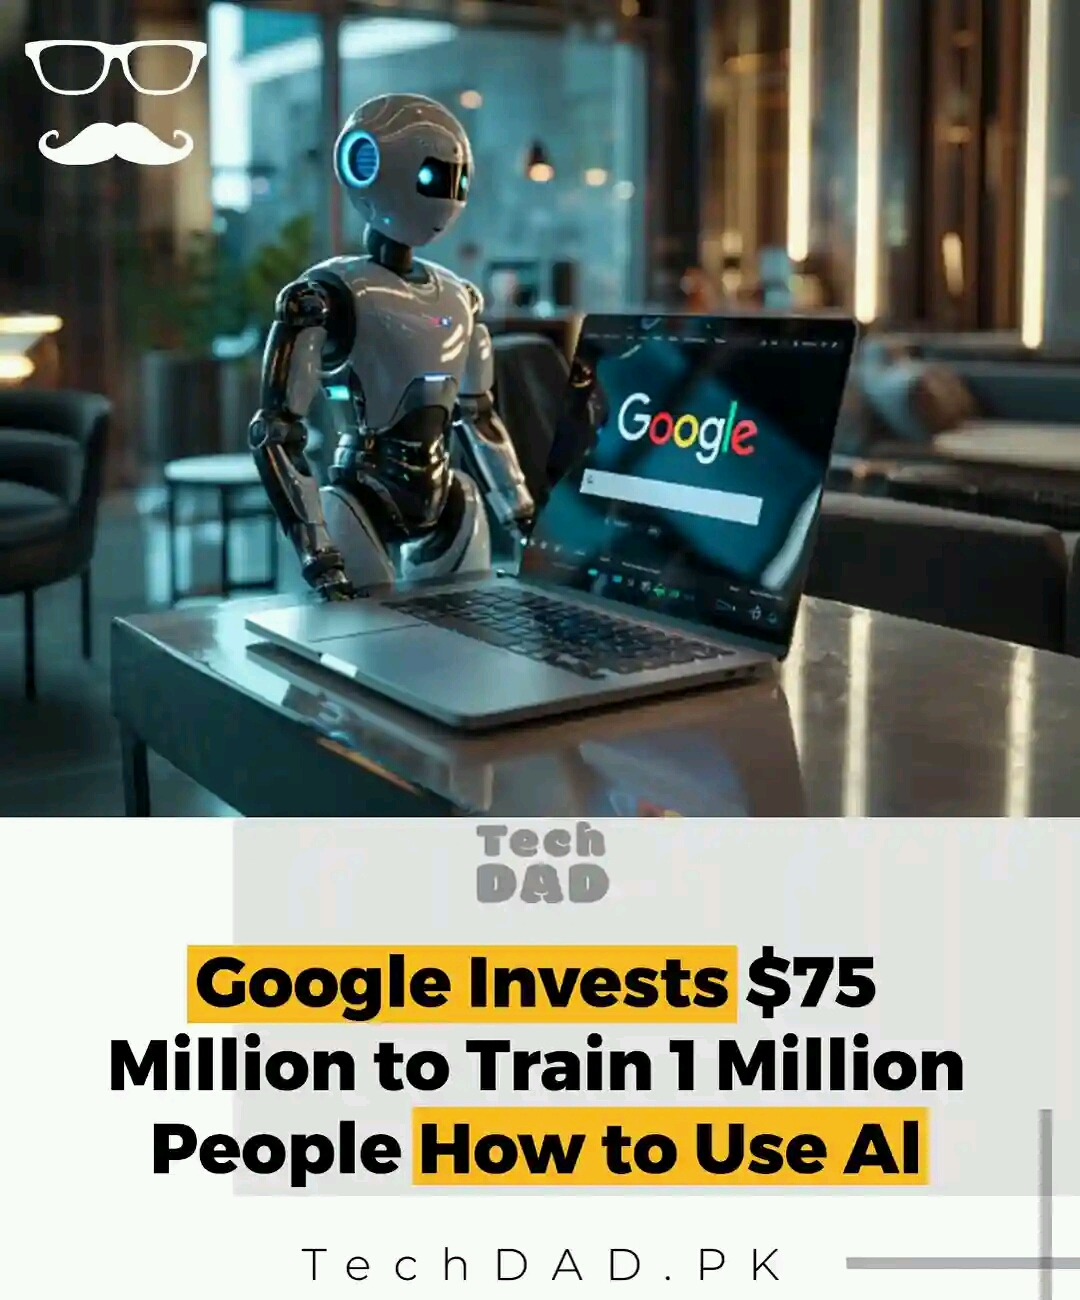 Google
Tech
DAD
Google Invests $75
Million to Train 1 Million
People How to Use AI
TechDAD.PK